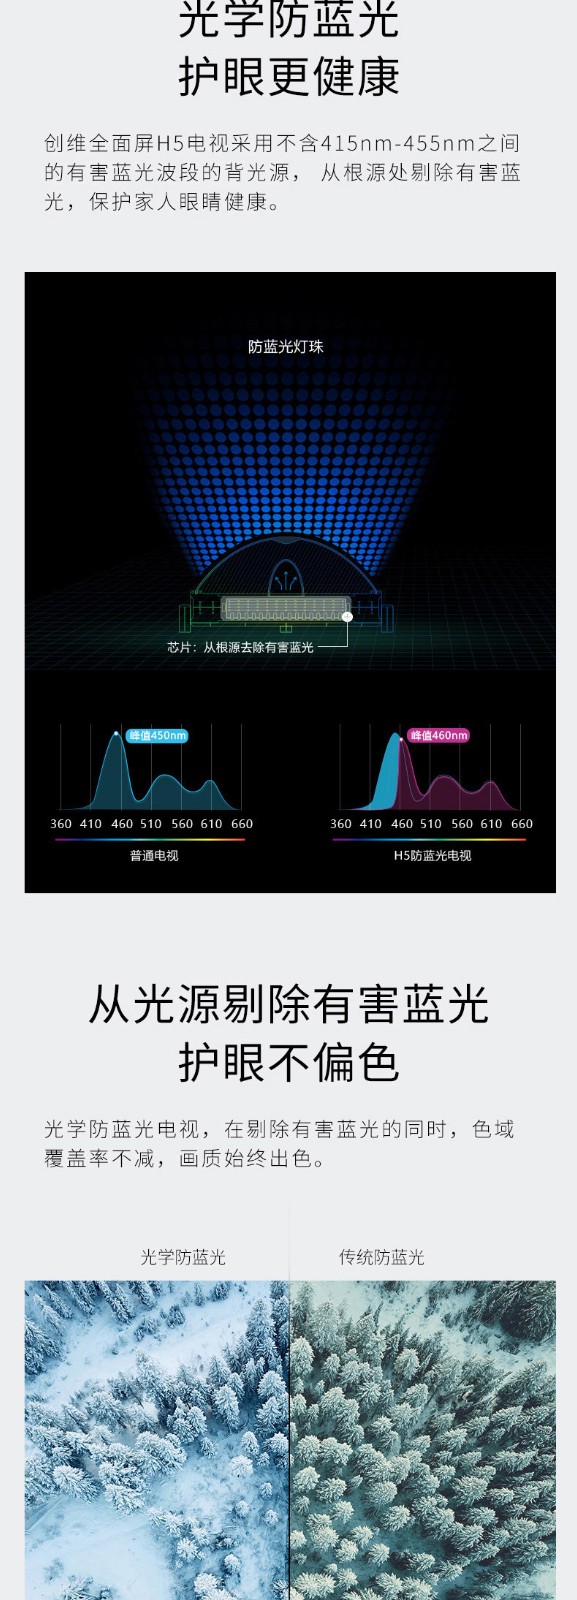 光学防蓝光
护眼更健康
创维全面屏H5电视采用不含415nm-455nm之间
的有害蓝光波段的背光源， 从根源处剔除有害蓝
光，保护家人眼睛健康。
防蓝光灯珠
芯片：从根源去除有害蓝光
峰值450nm
峰值460nm
360 410 460 510 560 610 660
360 410 460 510 560 610 660
普通电视
H5防蓝光电视
从光源剔除有害蓝光
护眼不偏色
光学防蓝光电视，在剔除有害蓝光的同时，色域
覆盖率不减，画质始终出色。
光学防蓝光
传统防蓝光